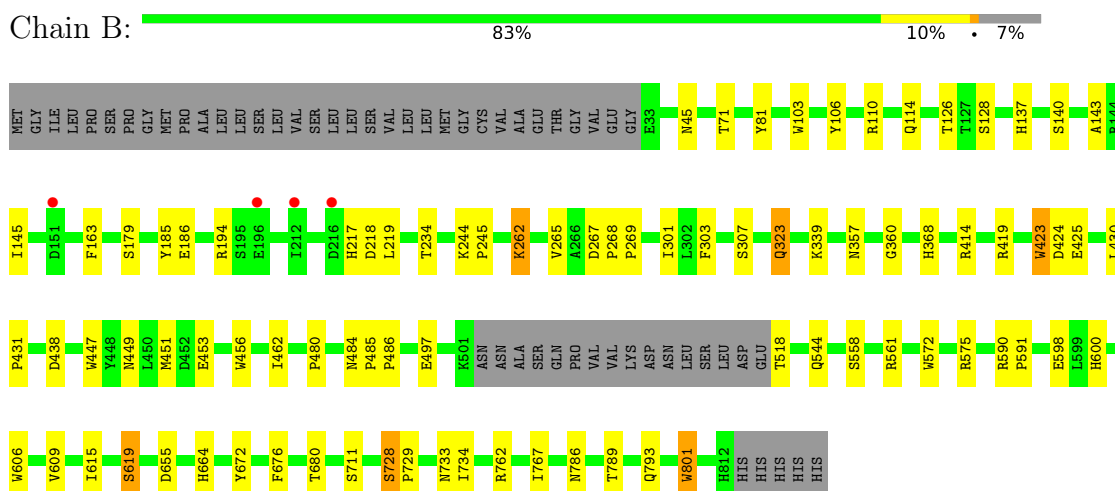 Chain B:
83% 10% • 7%
MET GLY ILE LEU PRO SER PRO GLY MET PRO ALA LEU LEU SER LEU VAL SER LEU LEU SER VAL LEU LEU MET GLY CYS VAL ALA GLU THR GLY VAL GLU GLY E33 N45 T71 Y81 W103 Y106 R110 Q114 T126 T127 S128 H137 S140 A143 R144
I145 D151 F163 S179 Y185 E186 R194 S195 E196 I212 D216 H217 D218 L219 T234 K244 P245 K262 V265 A266 D267 P268 P269 I301 L302 F303 S307 Q323 K339 N357 G360 H368 R414 R419 W423 D424 E425 L430
P431 D438 W447 Y448 N449 L450 M451 D452 E453 W456 I462 P480 N484 P485 P486 E497 K501 ASN ASN ALA SER GLN PRO VAL VAL LYS ASP ASN LEU SER LEU ASP GLU T518 Q544 S558 R561 W572 R575 R590 P591 E598 L599 H600
W606 V609 I615 S619 D655 H664 Y672 F676 T680 S711 S728 P729 N733 I734 R762 I767 N786 T789 Q793 W801 H812 HIS HIS HIS HIS HIS